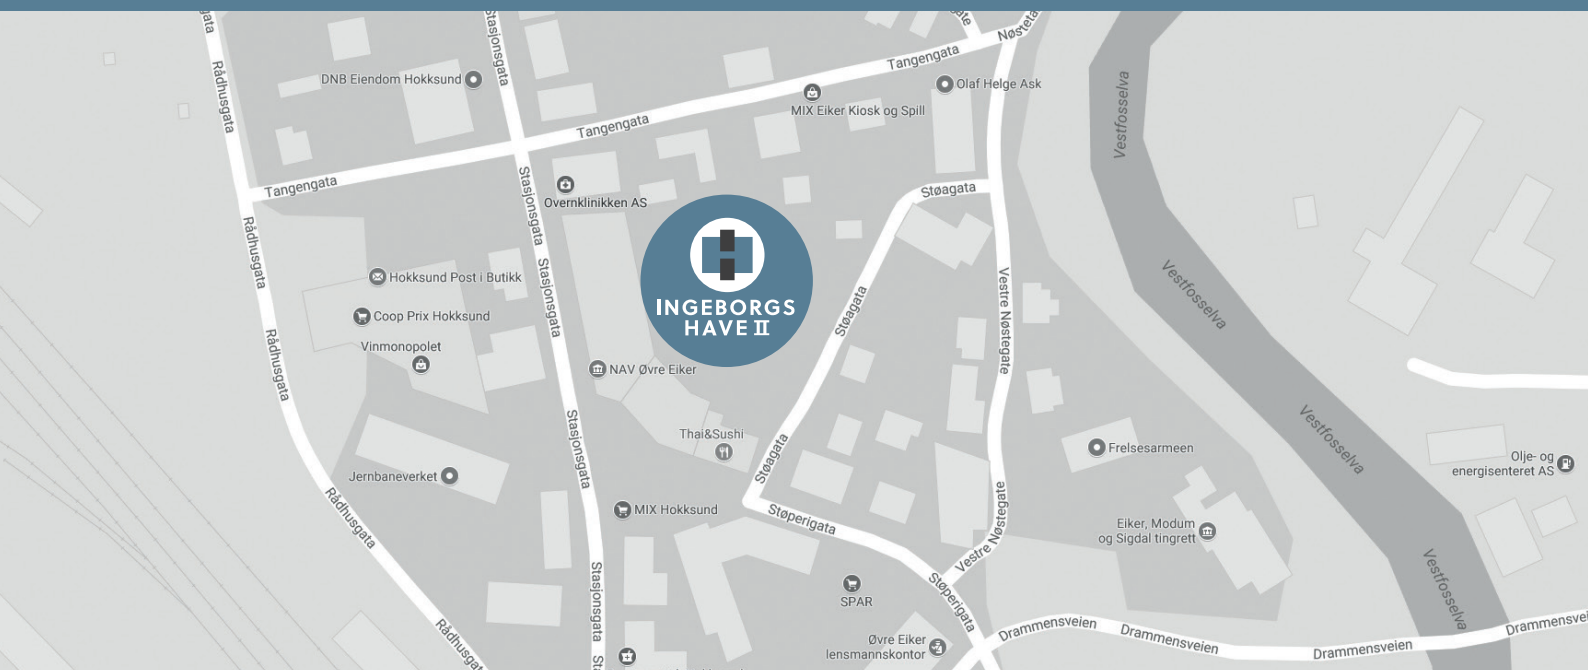 Rådhusgata
Stasjonsgata
Tangengata
Nøsteta
DNB Eiendom Hokksund
Olaf Helge Ask
MIX Eiker Kiosk og Spill
Tangengata
Vestfosselva
Tangengata
Stasjonsgata
Overnklinikken AS
Støagata
Rådhusgata
Hokksund Post i Butikk
Stasjonsgata
INGEBORGS
HAVE II
Støagata
Vestre Nøstegate
Vestfosselva
Coop Prix Hokksund
Vinmonopolet
Rådhusgata
NAV Øvre Eiker
Stasjonsgata
Thai&Sushi
Støagata
Frelsesarmeen
Vestfosselva
Olje- og
energisenteret AS
Jernbaneverket
Rådhusgata
MIX Hokksund
Støperigata
Vestre Nøstegate
Eiker, Modum
og Sigdal tingrett
Stasjonsgata
SPAR
Støperigata
Vestfosselva
Rådhusgata
Øvre Eiker
lensmannskontor
Drammensveien
Drammensveien
Drammensveien
Drammensveie